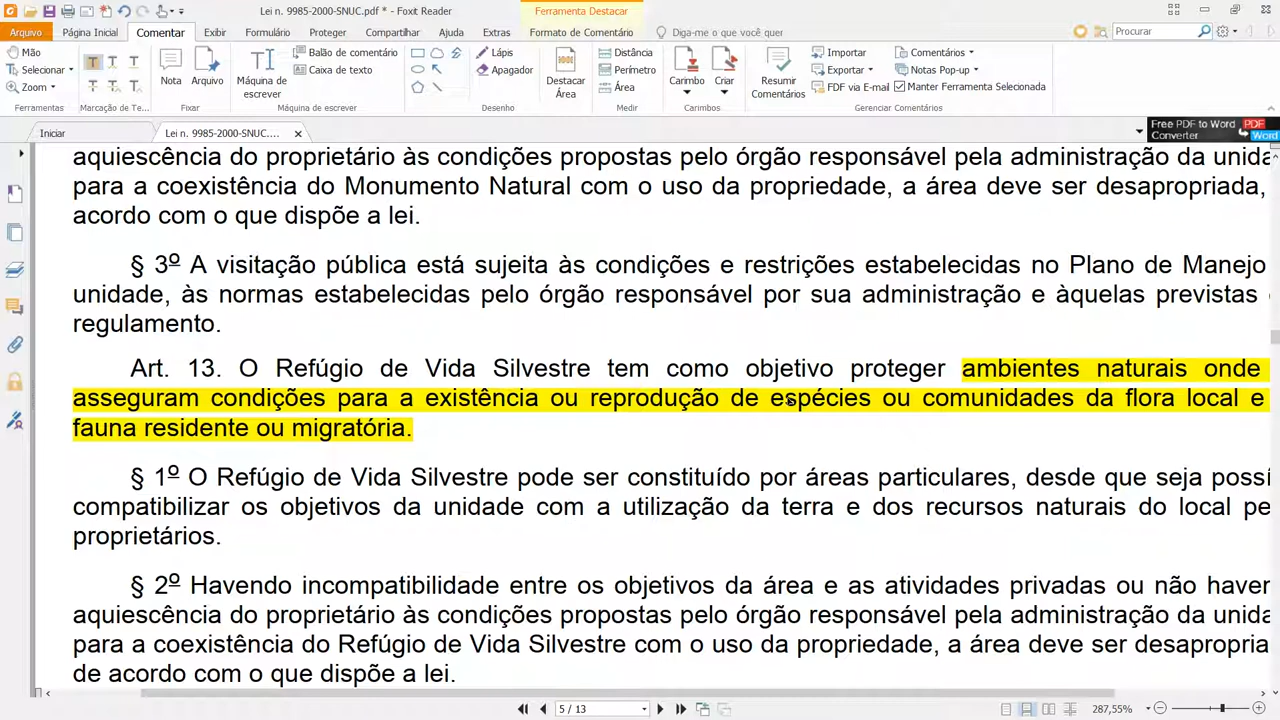 Lei n. 9985-2000-SNUC.pdf * - Foxit Reader
Ferramenta Destacar
Arquivo Página Inicial Comentar Exibir Formulário Proteger Compartilhar Ajuda Extras Formato de Comentário Diga-me o que você quer Procurar
Mão
Selecionar
Zoom
Ferramentas
T T T
T T T
Marcação de Te...
Nota
Arquivo
Fixar
Máquina de
escrever
Balão de comentário
Caixa de texto
Máquina de escrever
Lápis
Apagador
Desenho
Destacar
Área
Distância
Perímetro
Área
Medir
Carimbo
Criar
Carimbos
Resumir
Comentários
Importar
Exportar
FDF via E-mail
Comentários
Notas Pop-up
Manter Ferramenta Selecionada
Gerenciar Comentários
Iniciar
Lei n. 9985-2000-SNUC....
Free PDF to Word
Converter
PDF
Word
aquiescência do proprietário às condições propostas pelo órgão responsável pela administração da unida
para a coexistência do Monumento Natural com o uso da propriedade, a área deve ser desapropriada,
acordo com o que dispõe a lei.
§ 3º A visitação pública está sujeita às condições e restrições estabelecidas no Plano de Manejo
unidade, às normas estabelecidas pelo órgão responsável por sua administração e àquelas previstas
regulamento.
Art. 13. O Refúgio de Vida Silvestre tem como objetivo proteger ambientes naturais onde
asseguram condições para a existência ou reprodução de espécies ou comunidades da flora local e
fauna residente ou migratória.
§ 1º O Refúgio de Vida Silvestre pode ser constituído por áreas particulares, desde que seja possí
compatibilizar os objetivos da unidade com a utilização da terra e dos recursos naturais do local pe
proprietários.
§ 2º Havendo incompatibilidade entre os objetivos da área e as atividades privadas ou não haver
aquiescência do proprietário às condições propostas pelo órgão responsável pela administração da unida
para a coexistência do Refúgio de Vida Silvestre com o uso da propriedade, a área deve ser desapropria
de acordo com o que dispõe a lei.
5 / 13
287,55%